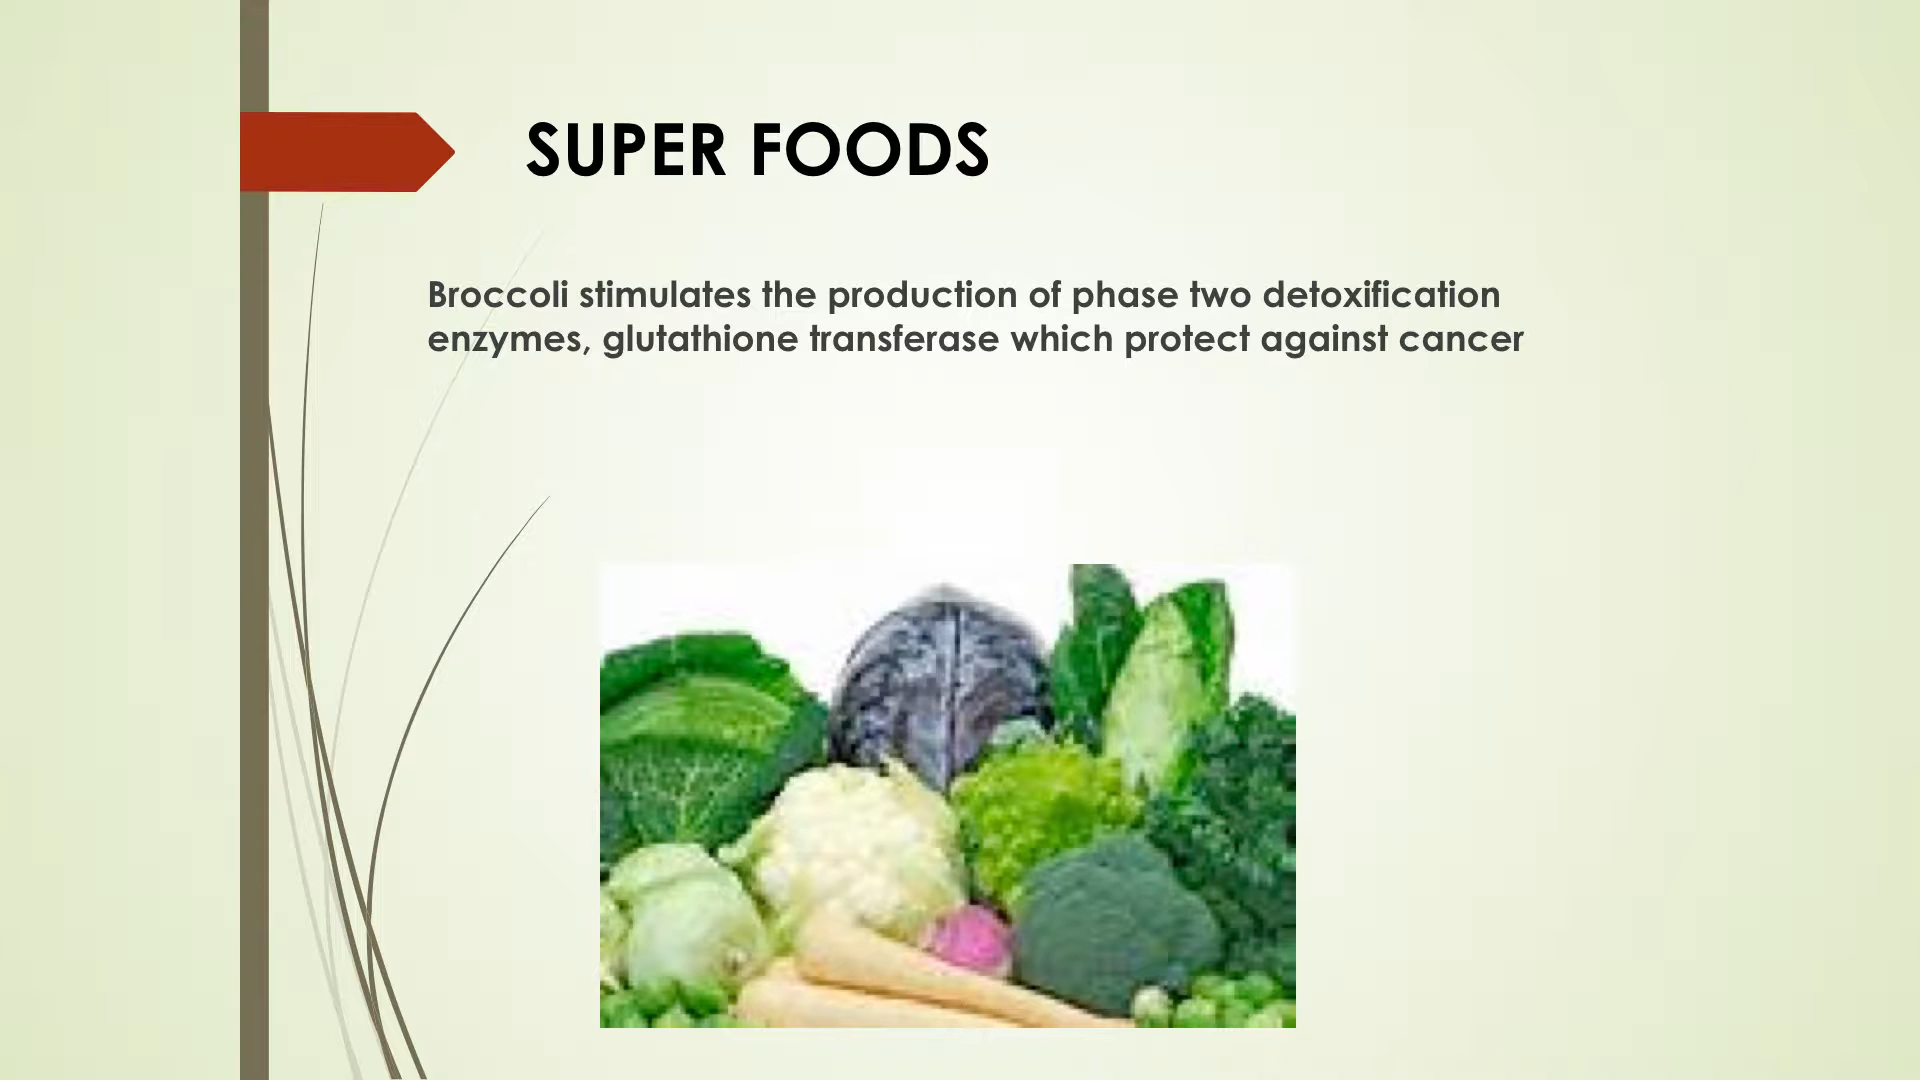 SUPER FOODS
Broccoli stimulates the production of phase two detoxification
enzymes, glutathione transferase which protect against cancer